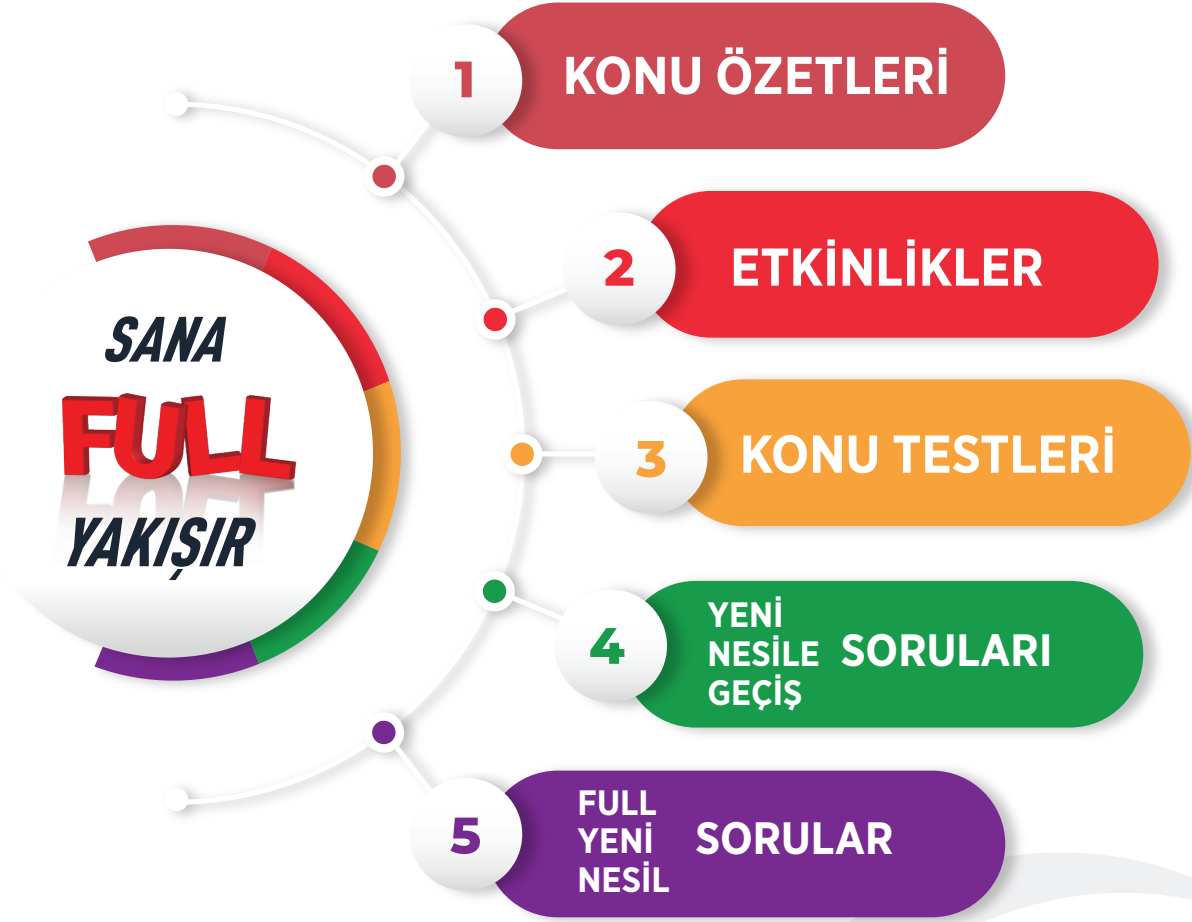 SANA
FULL
YAKIŞIR
1
KONU ÖZETLERİ
2
ETKİNLİKLER
3
KONU TESTLERİ
4
YENİ
NESİLE SORULARI
GEÇİŞ
5
FULL
YENİ SORULAR
NESİL